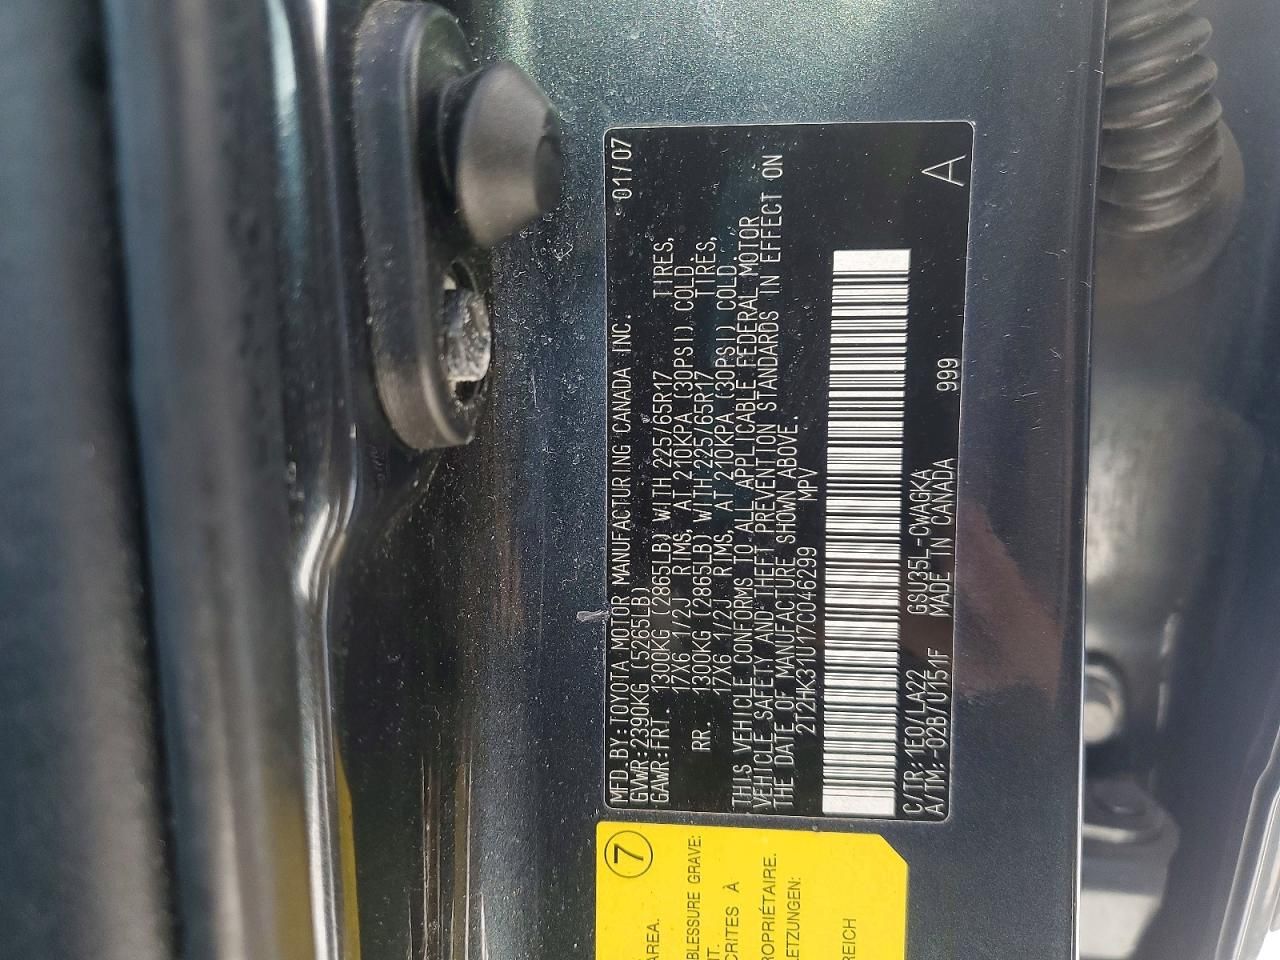 MFD.BY:TOYOTA MOTOR MANUFACTURING CANADA INC. 01/07
GVWR:2390KG (5265LB)
GAWR:FRT. 1300KG (2865LB) WITH 225/65R17 TIRES,
17X6 1/2J RIMS, AT 210KPA (30PSI) COLD
RR. 1300KG (2865LB) WITH 225/65R17 TIRES,
17X6 1/2J RIMS, AT 210KPA (30PSI) COLD,
THIS VEHICLE CONFORMS TO ALL APPLICABLE FEDERAL MOTOR
VEHICLE SAFETY AND THEFT PREVENTION STANDARDS IN EFFECT ON
THE DATE OF MANUFACTURE SHOWN ABOVE.
2T2HK31U17C046299 MPV
C/TR:1E0/LA22 GSU35L-CWAGKA 999 A
A/TM:-02B/U151F MADE IN CANADA
7
AREA.
BLESSURE GRAVE:
CRITES À
PROPRIÉTAIRE.
LETZUNGEN:
REICH